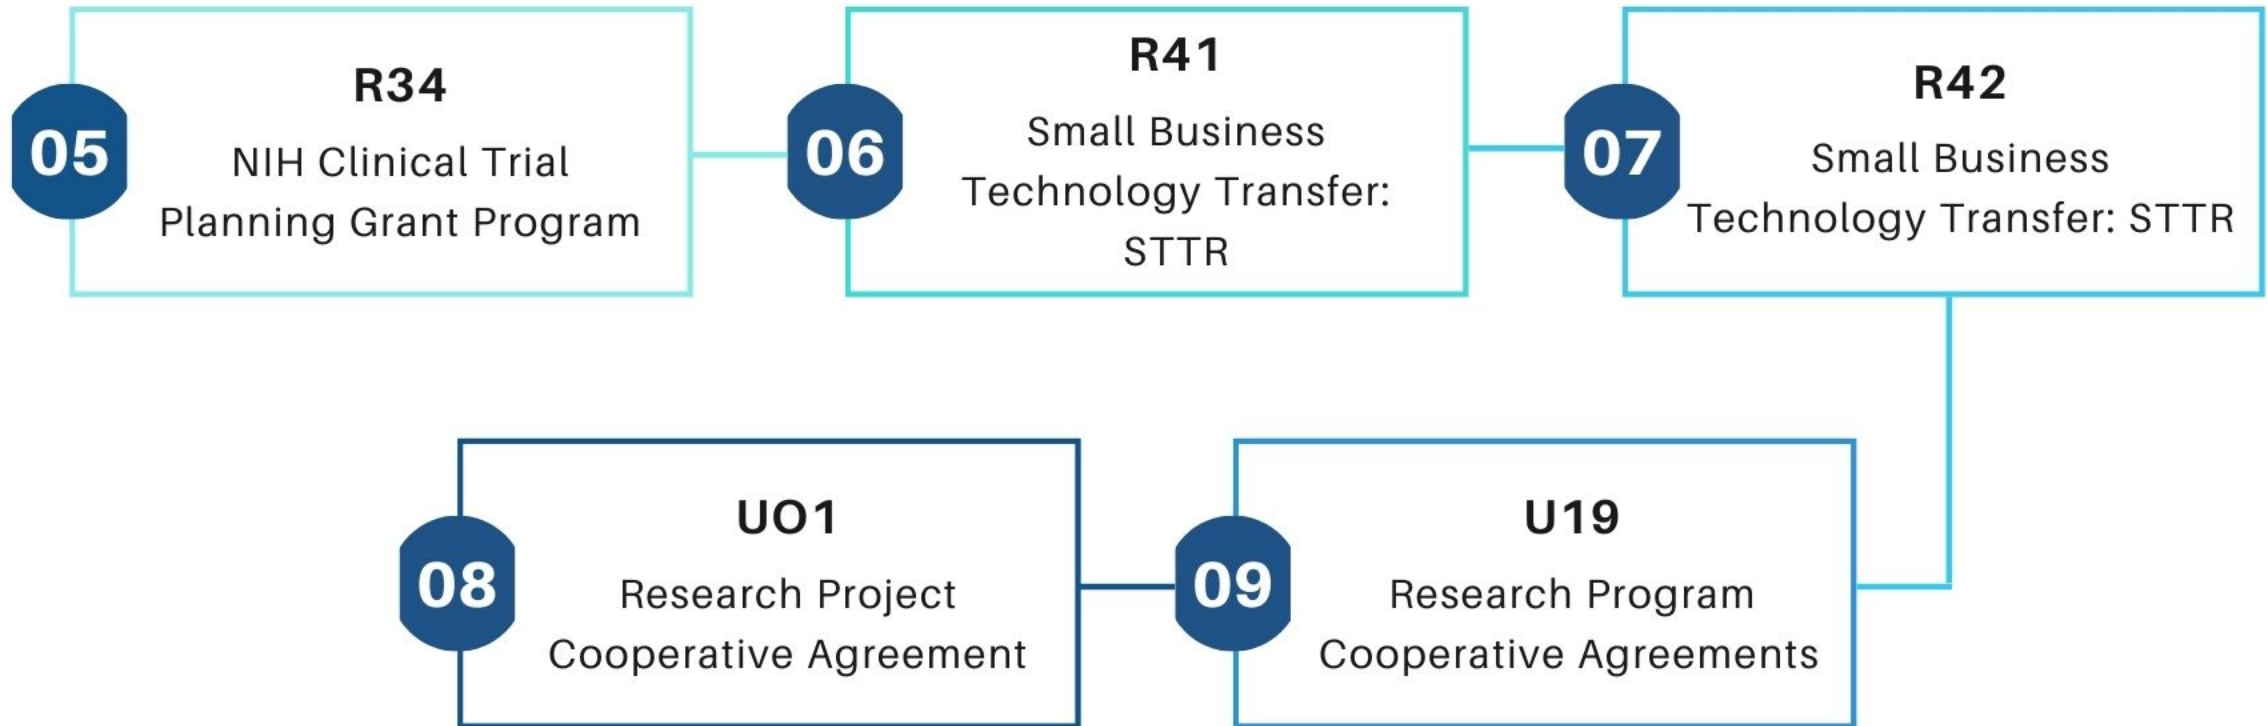 05
R34
NIH Clinical Trial
Planning Grant Program
06
R41
Small Business
Technology Transfer:
STTR
07
R42
Small Business
Technology Transfer: STTR
08
UO1
Research Project
Cooperative Agreement
09
U19
Research Program
Cooperative Agreements